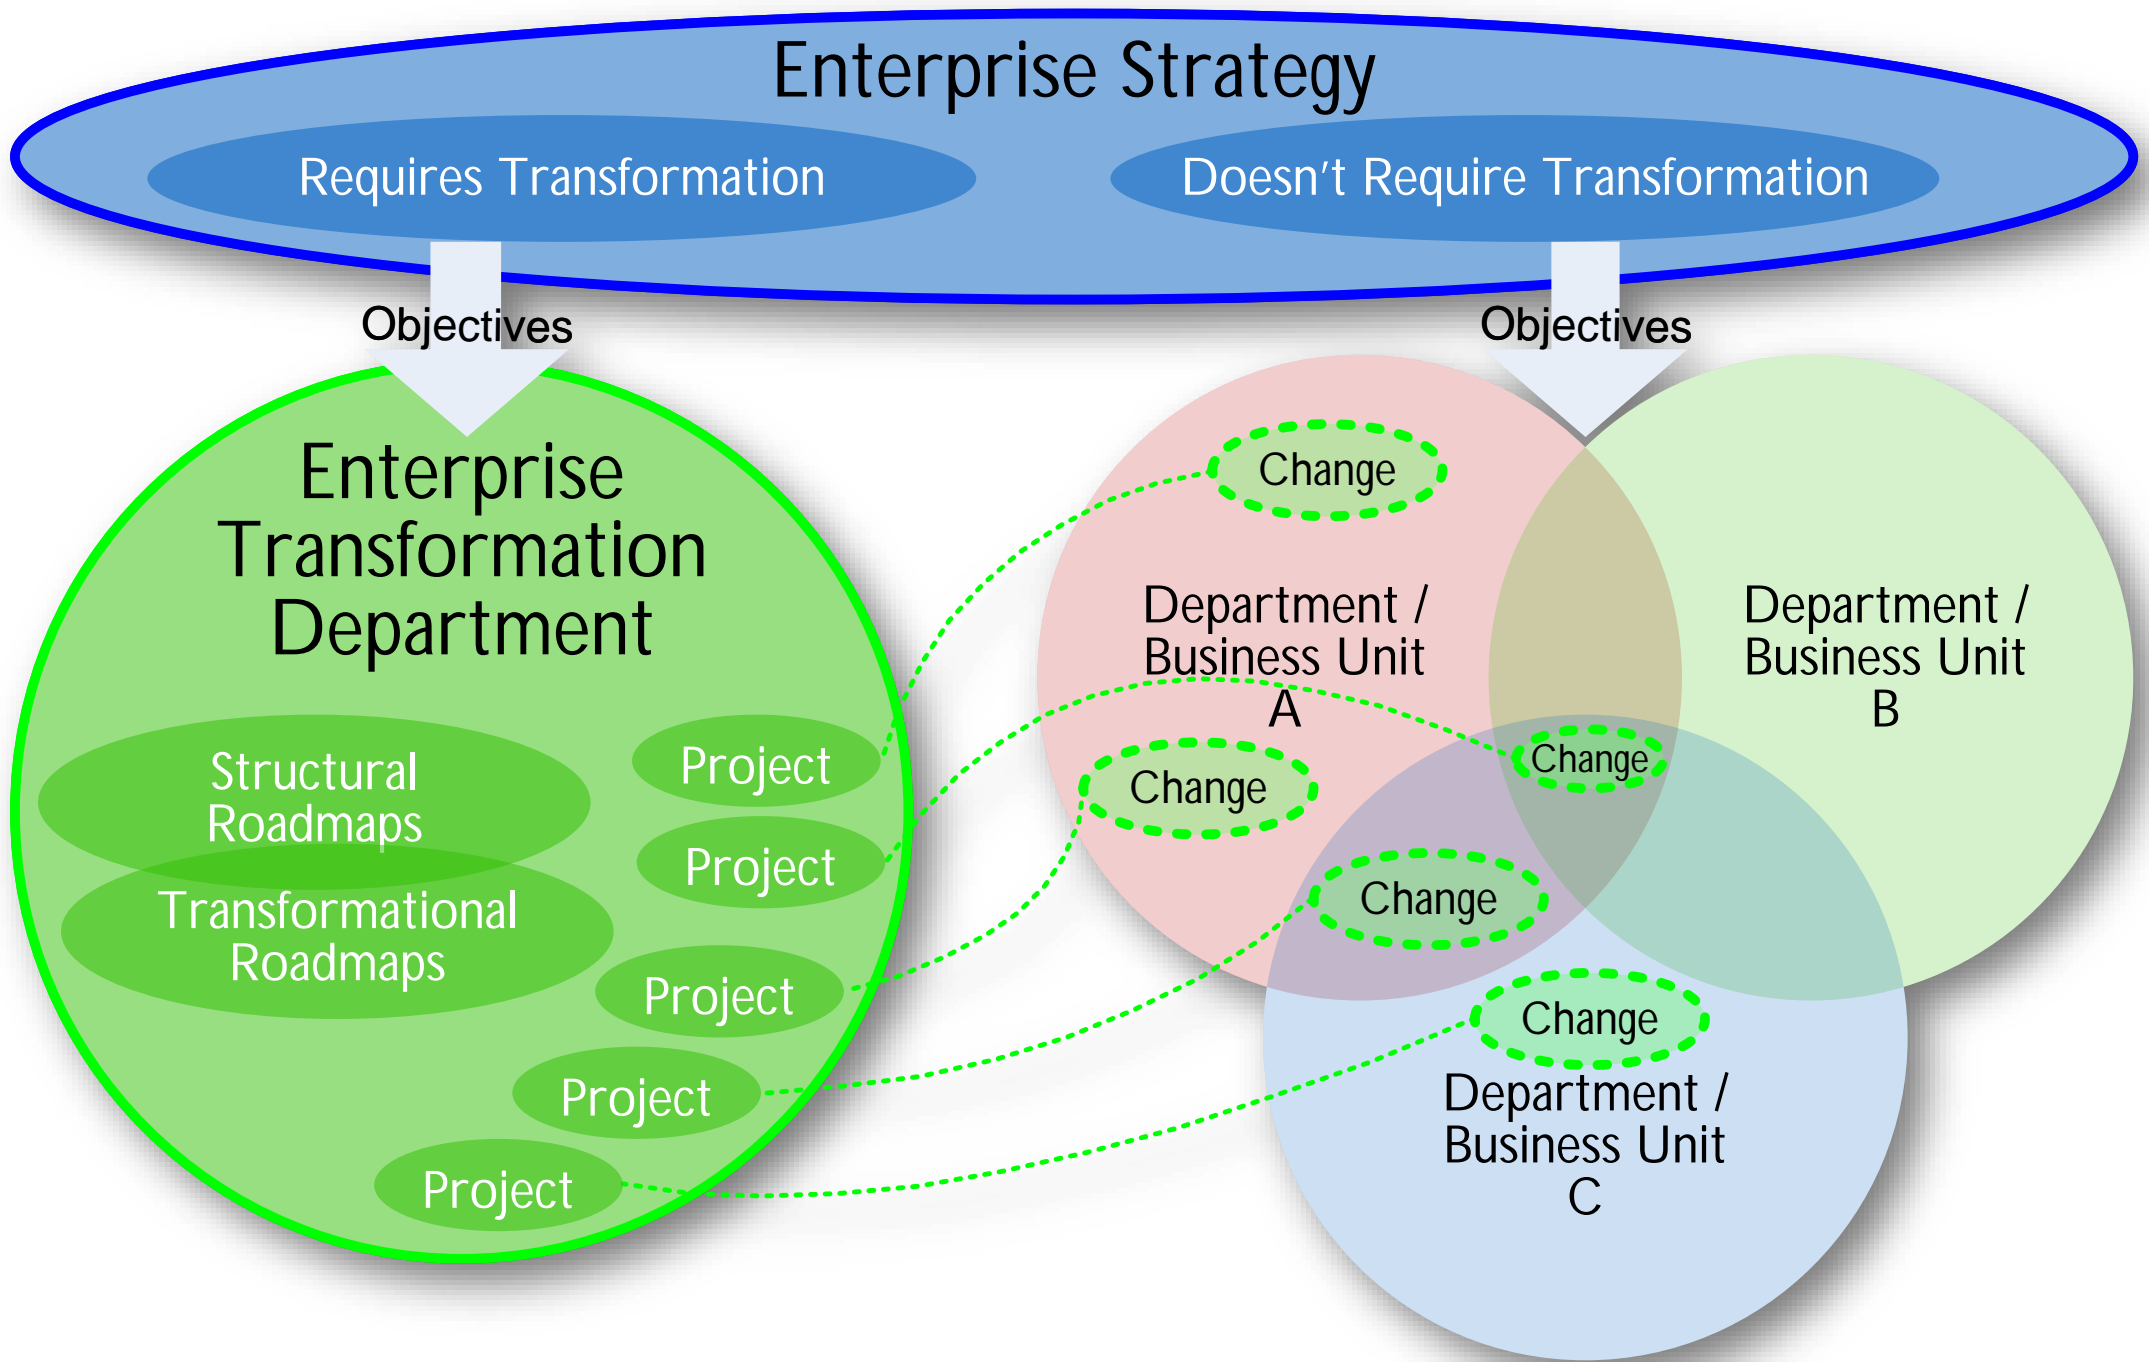 Enterprise Strategy
Requires Transformation
Doesn't Require Transformation
Objectives
Objectives
Enterprise
Transformation
Department
Structural
Roadmaps
Transformational
Roadmaps
Project
Project
Project
Project
Project
Change
Department /
Business Unit
A
Change
Department /
Business Unit
B
Change
Change
Change
Department /
Business Unit
C